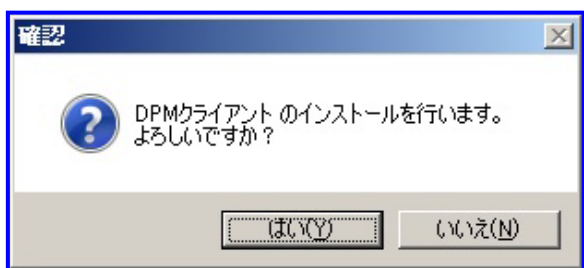 確認
DPMクライアント のインストールを行います。
よろしいですか？
はい(Y)
いいえ(N)